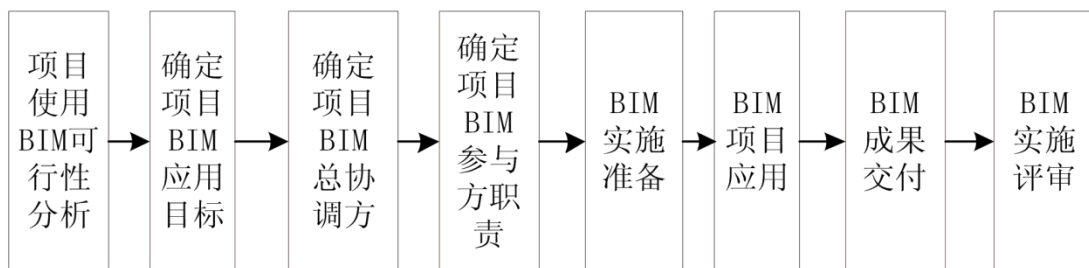 项目
使用
BIM可
行性
分析
确定
项目
BIM
应用
目标
确定
项目
BIM
总协
调方
确定
项目
BIM
参与
方职
责
BIM
实施
准备
BIM
项目
应用
BIM
成果
交付
BIM
实施
评审